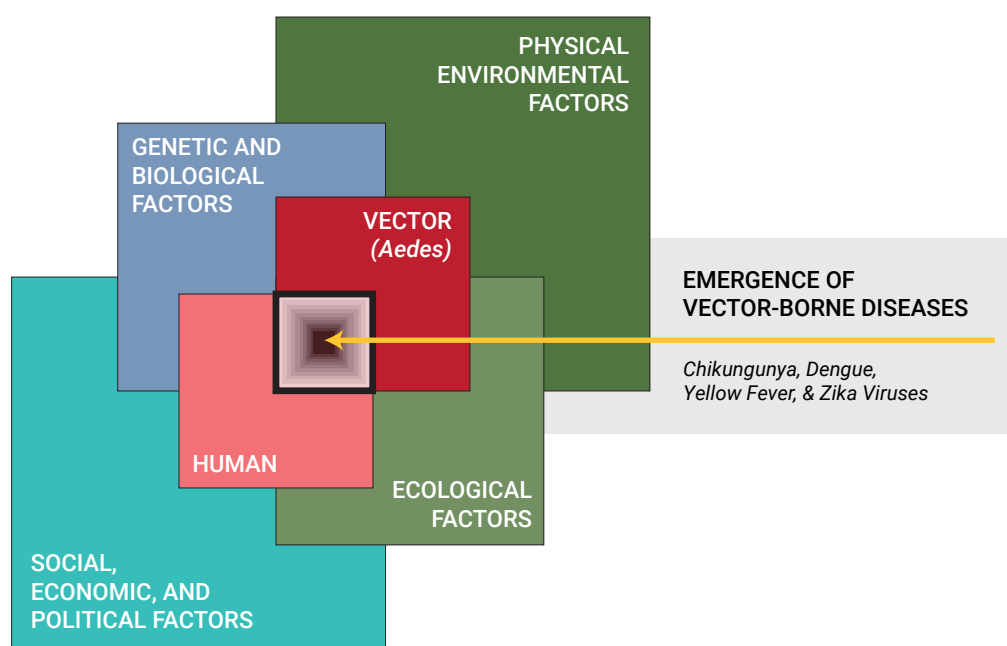 PHYSICAL
ENVIRONMENTAL
FACTORS
GENETIC AND
BIOLOGICAL
FACTORS
VECTOR
(Aedes)
EMERGENCE OF
VECTOR-BORNE DISEASES
Chikungunya, Dengue,
Yellow Fever, & Zika Viruses
HUMAN
ECOLOGICAL
FACTORS
SOCIAL,
ECONOMIC, AND
POLITICAL FACTORS